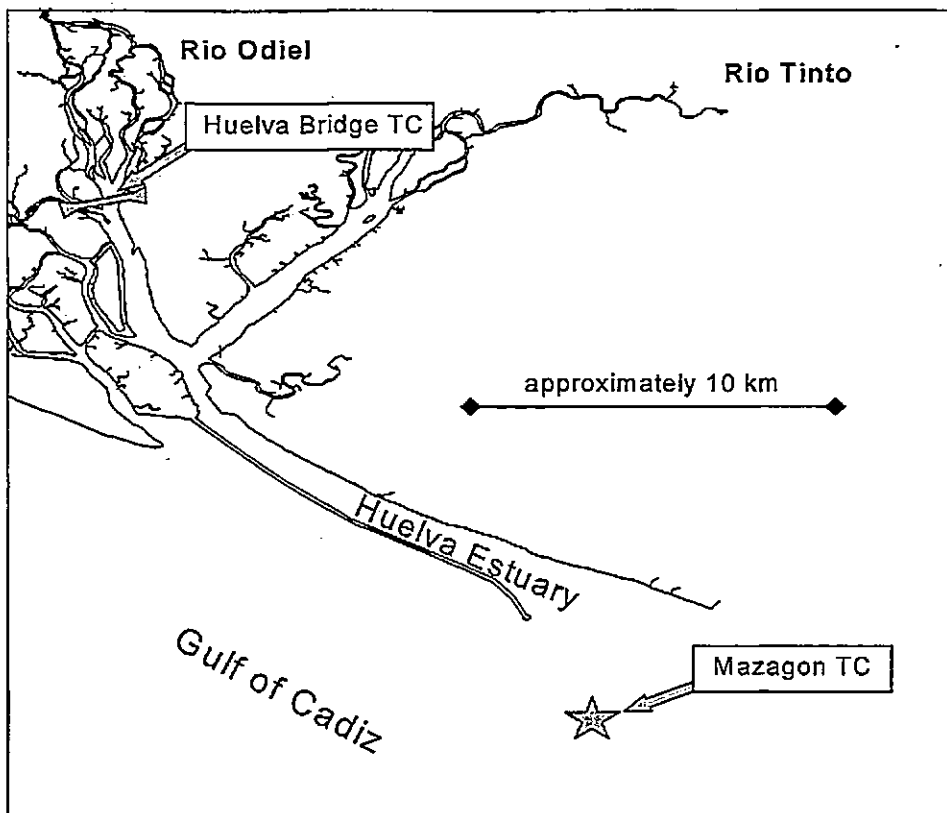 Rio Odiel
Rio Tinto
Huelva Bridge TC
approximately 10 km
Huelva Estuary
Gulf of Cadiz
Mazagon TC